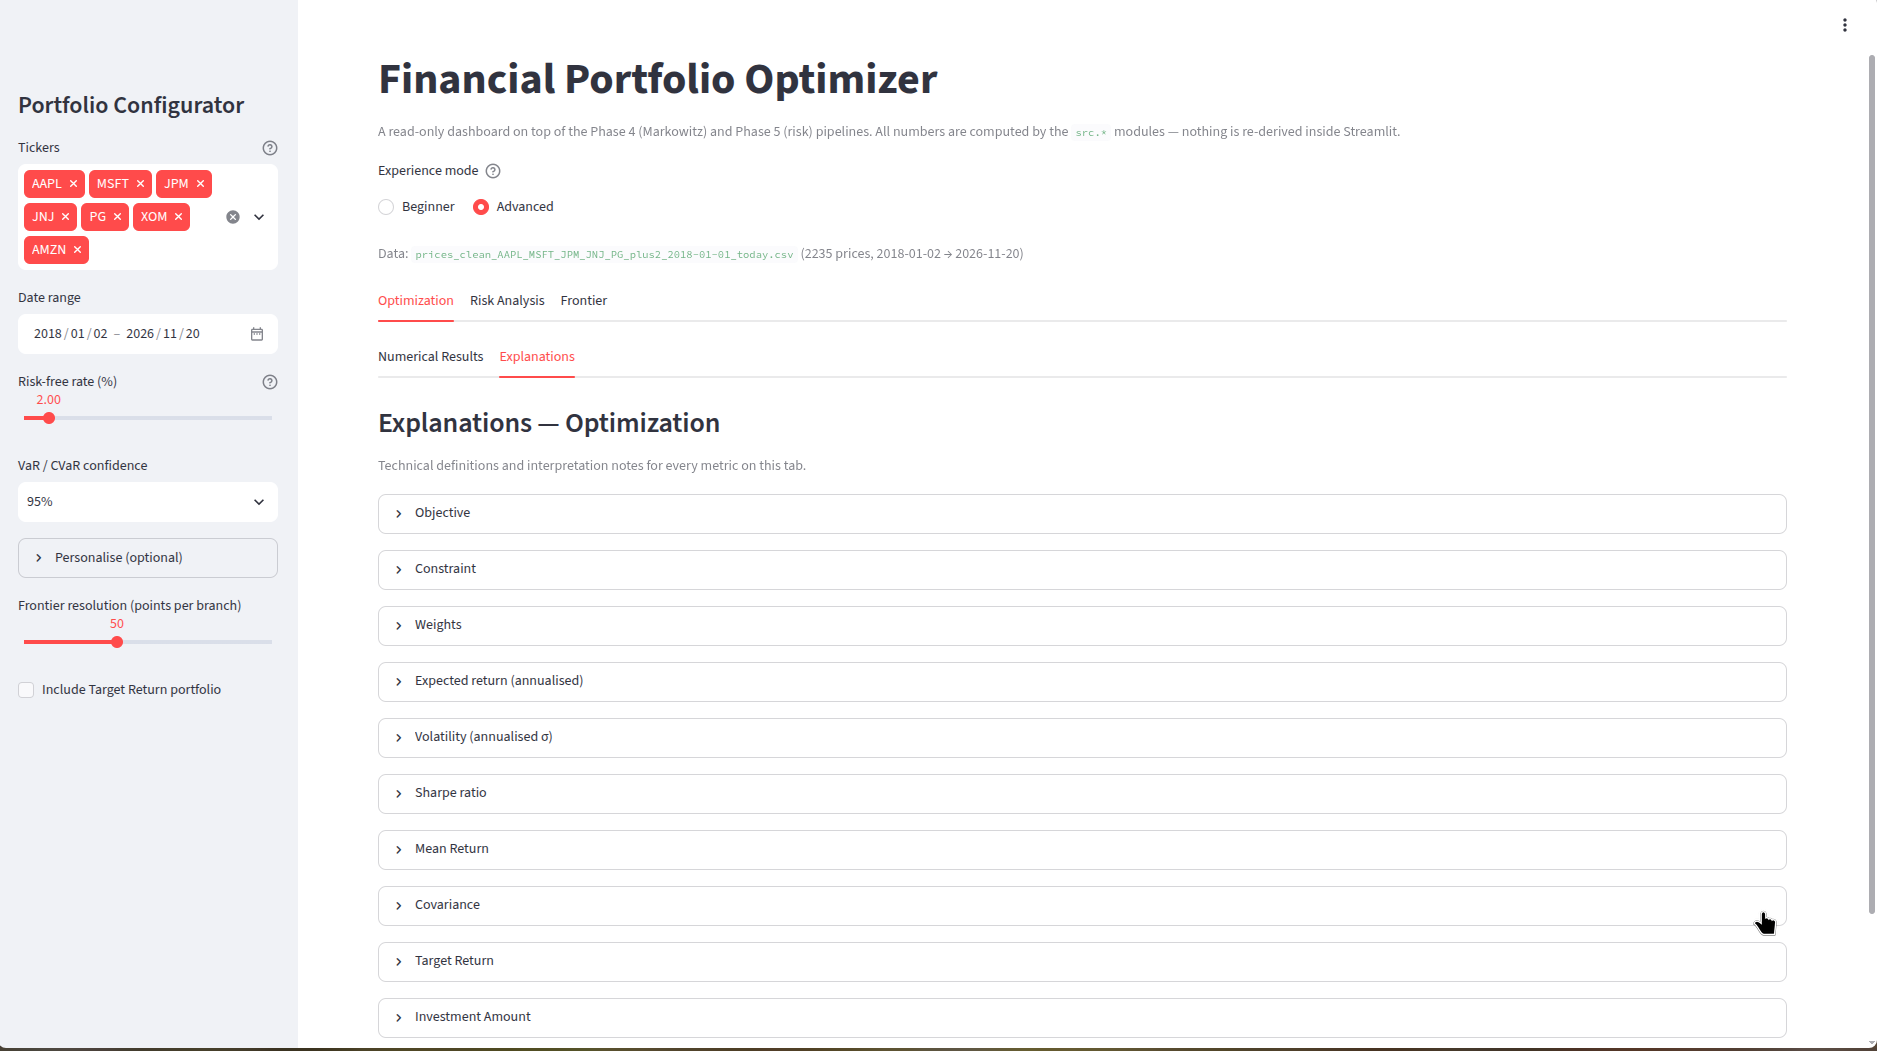 Portfolio Configurator
Tickers
AAPL
MSFT
JPM
JNJ
PG
XOM
AMZN
Date range
2018/01/02 – 2026/11/20
Risk-free rate (%)
2.00
VaR / CVaR confidence
95%
Personalise (optional)
Frontier resolution (points per branch)
50
Include Target Return portfolio
Financial Portfolio Optimizer
A read-only dashboard on top of the Phase 4 (Markowitz) and Phase 5 (risk) pipelines. All numbers are computed by the src.* modules — nothing is re-derived inside Streamlit.
Experience mode
Beginner
Advanced
Data: prices_clean_AAPL_MSFT_JPM_JNJ_PG_plus2_2018-01-01_today.csv (2235 prices, 2018-01-02 → 2026-11-20)
Optimization
Risk Analysis
Frontier
Numerical Results
Explanations
Explanations — Optimization
Technical definitions and interpretation notes for every metric on this tab.
Objective
Constraint
Weights
Expected return (annualised)
Volatility (annualised σ)
Sharpe ratio
Mean Return
Covariance
Target Return
Investment Amount